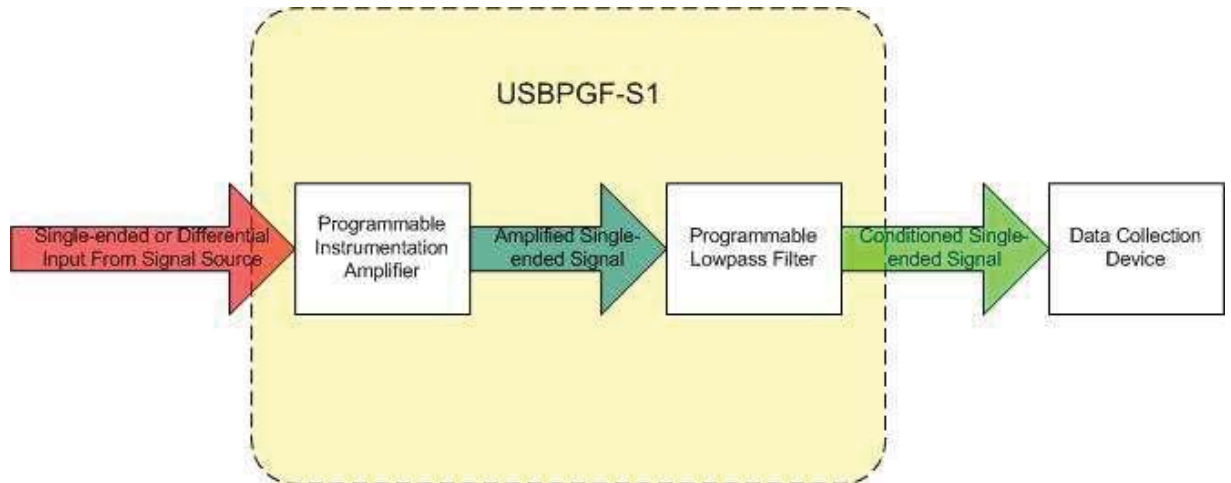 USBPGF-S1
Single-ended or Differential
Input From Signal Source
Programmable
Instrumentation
Amplifier
Amplified Single-
ended Signal
Programmable
Lowpass Filter
Conditioned Single-
ended Signal
Data Collection
Device